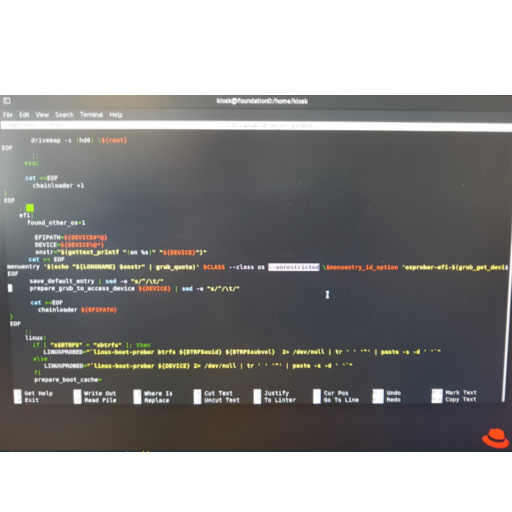 kiosk@foundation0:/home/kiosk
File Edit View Search Terminal Help
drivemap -s (hd0) \${root}
EOF
;;
esac
cat <<EOF
chainloader +1
}
EOF
;;
efi)
found_other_os=1
EFIPATH=${DEVICE#*@}
DEVICE=${DEVICE%@*}
onstr="$(gettext_printf "(on %s)" "${DEVICE}")"
cat << EOF
menuentry '$(echo "${LONGNAME} $onstr" | grub_quote)' $CLASS --class os --unrestricted \$menuentry_id_option 'osprober-efi-$(grub_get_devi$
EOF
save_default_entry | sed -e "s/^/\t/"
prepare_grub_to_access_device ${DEVICE} | sed -e "s/^/\t/"
cat <<EOF
chainloader ${EFIPATH}
}
EOF
;;
linux)
if [ "x$BTRFS" = "xbtrfs" ]; then
LINUXPROBED="`linux-boot-prober btrfs ${BTRFSuuid} ${BTRFSsubvol} 2> /dev/null | tr ' ' '^' | paste -s -d ' '`"
else
LINUXPROBED="`linux-boot-prober ${DEVICE} 2> /dev/null | tr ' ' '^' | paste -s -d ' '`"
fi
prepare_boot_cache=
Get Help Write Out Where Is Cut Text Justify Cur Pos Undo Mark Text
Exit Read File Replace Uncut Text To Linter Go To Line Redo Copy Text